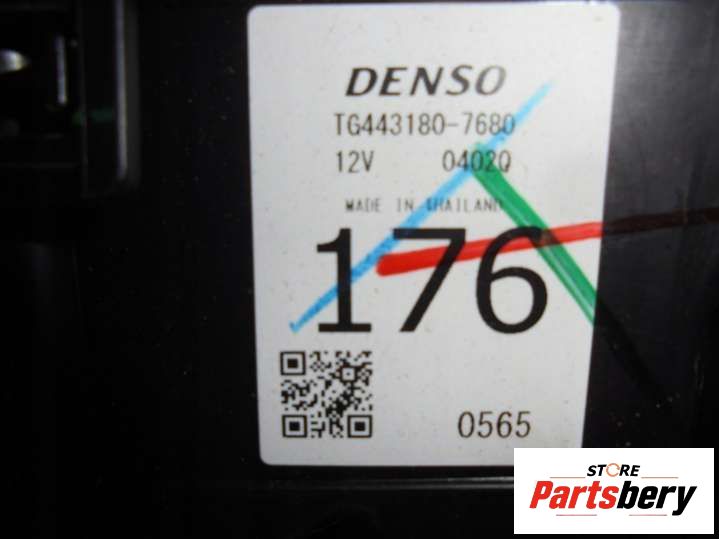 DENSO
TG443180-7680
12V 0402Q
MADE IN THAILAND
176
0565
STORE
Partsbery